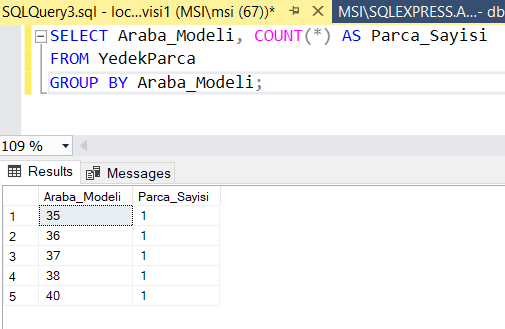 SQLQuery3.sql - loc...visi1 (MSI\msi (67))* MSI\SQLEXPRESS.A...- db
SELECT Araba_Modeli, COUNT(*) AS Parca_Sayisi
FROM YedekParca
GROUP BY Araba_Modeli;
109 %
Results Messages
Araba_Modeli Parca_Sayisi
1 35 1
2 36 1
3 37 1
4 38 1
5 40 1